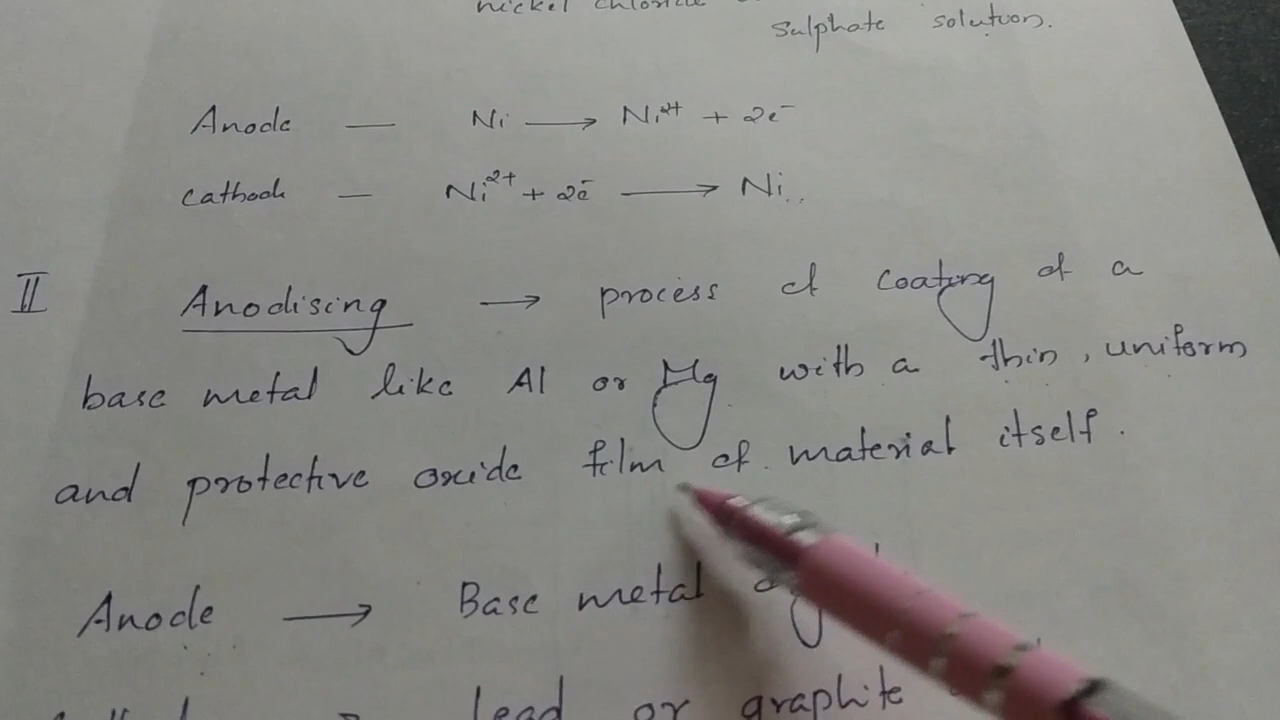 nickel chloride
sulphate solution.
Anode — Ni ⟶ Ni²⁺ + 2e⁻
Cathode — Ni²⁺ + 2e⁻ ⟶ Ni..
II Anodising → process of coating of a
base metal like Al or Mg with a thin, uniform
and protective oxide film of material itself.
Anode → Base metal
lead or graphite